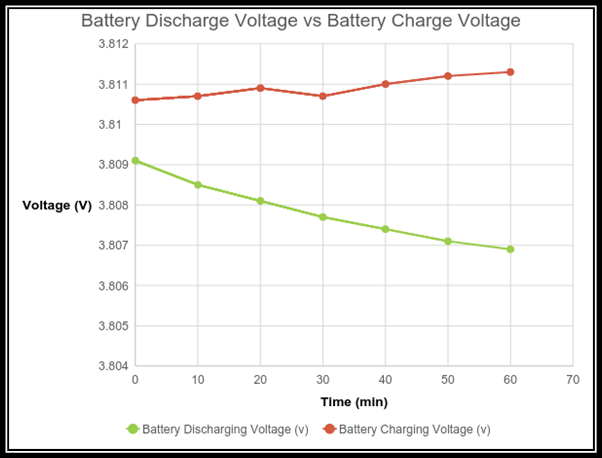 Battery Discharge Voltage vs Battery Charge Voltage
3.812
3.811
3.81
3.809
3.808
3.807
3.806
3.805
3.804
Voltage (V)
0 10 20 30 40 50 60 70
Time (min)
Battery Discharging Voltage (v) Battery Charging Voltage (v)